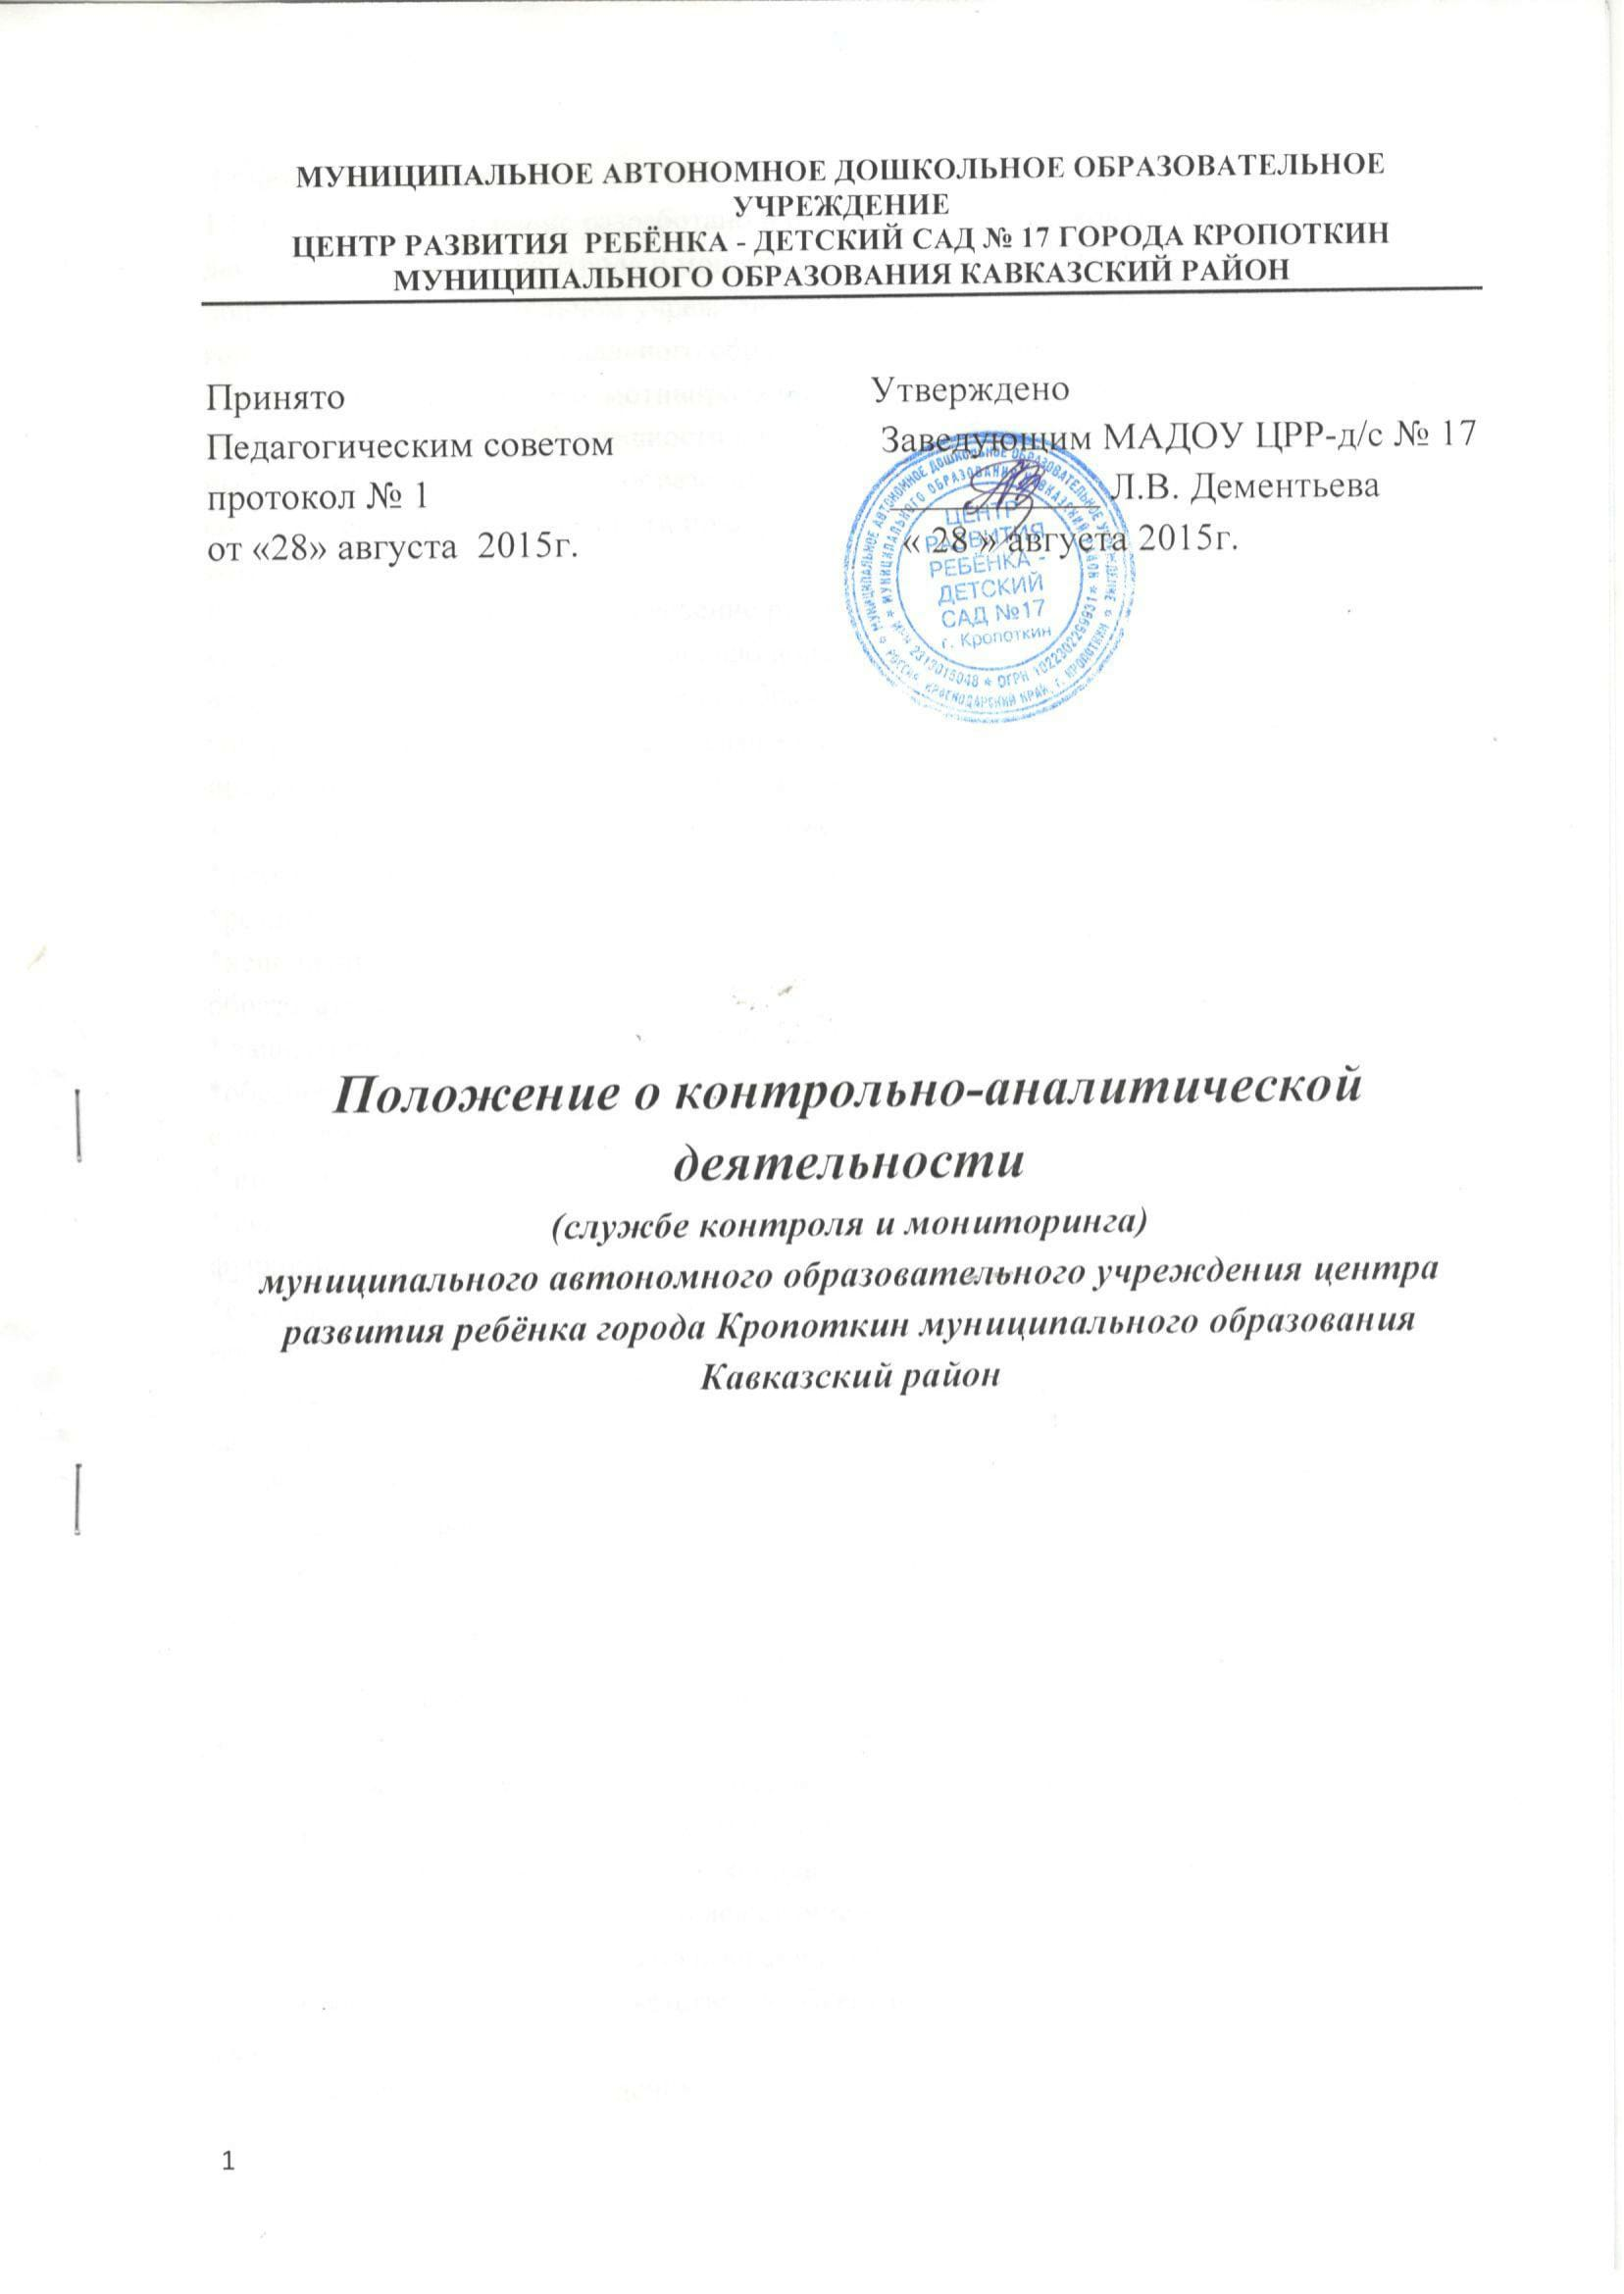 МУНИЦИПАЛЬНОЕ АВТОНОМНОЕ ДОШКОЛЬНОЕ ОБРАЗОВАТЕЛЬНОЕ
УЧРЕЖДЕНИЕ
ЦЕНТР РАЗВИТИЯ РЕБЁНКА - ДЕТСКИЙ САД № 17 ГОРОДА КРОПОТКИН
МУНИЦИПАЛЬНОГО ОБРАЗОВАНИЯ КАВКАЗСКИЙ РАЙОН
Принято
Педагогическим советом
протокол № 1
от «28» августа 2015г.
Утверждено
Заведующим МАДОУ ЦРР-д/с № 17
Л.В. Дементьева
« 28 » августа 2015г.
ЦЕНТР
РАЗВИТИЯ
РЕБЁНКА -
ДЕТСКИЙ
САД №17
г. Кропоткин
Положение о контрольно-аналитической
деятельности
(службе контроля и мониторинга)
муниципального автономного образовательного учреждения центра
развития ребёнка города Кропоткин муниципального образования
Кавказский район
1